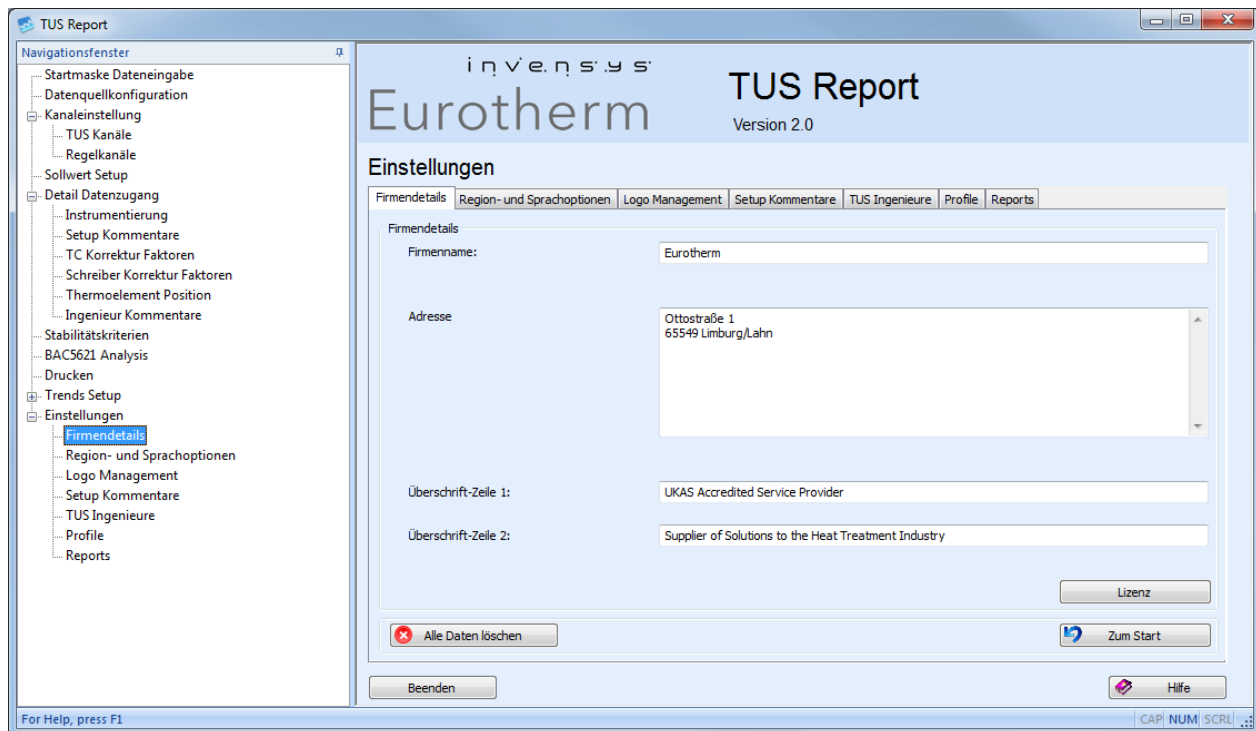 TUS Report
Navigationsfenster
Startmaske Dateneingabe
Datenquellkonfiguration
Kanaleinstellung
TUS Kanäle
Regelkanäle
Sollwert Setup
Detail Datenzugang
Instrumentierung
Setup Kommentare
TC Korrektur Faktoren
Schreiber Korrektur Faktoren
Thermoelement Position
Ingenieur Kommentare
Stabilitätskriterien
BAC5621 Analysis
Drucken
Trends Setup
Einstellungen
Firmendetails
Region- und Sprachoptionen
Logo Management
Setup Kommentare
TUS Ingenieure
Profile
Reports
invensys
Eurotherm
TUS Report
Version 2.0
Einstellungen
Firmendetails Region- und Sprachoptionen Logo Management Setup Kommentare TUS Ingenieure Profile Reports
Firmendetails
Firmenname: Eurotherm
Adresse Ottostraße 1
65549 Limburg/Lahn
Überschrift-Zeile 1: UKAS Accredited Service Provider
Überschrift-Zeile 2: Supplier of Solutions to the Heat Treatment Industry
Lizenz
Alle Daten löschen Zum Start
Beenden Hilfe
For Help, press F1 CAP NUM SCRL